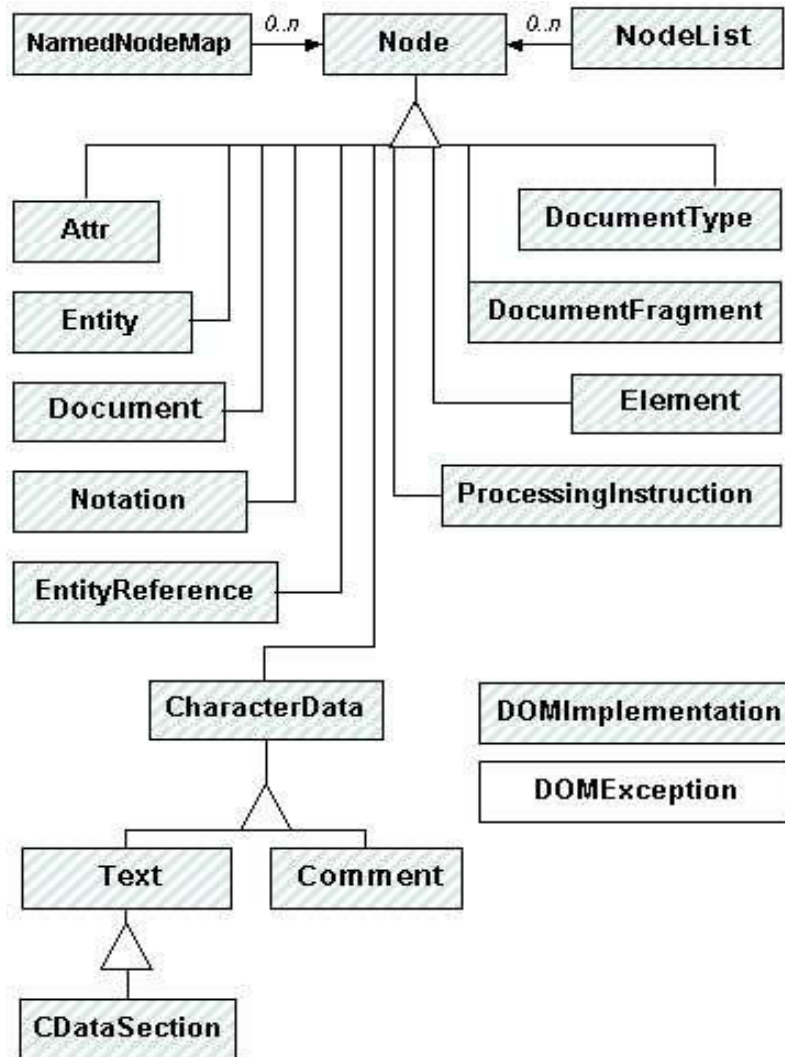 NamedNodeMap
0..n
Node
0..n
NodeList
Attr
DocumentType
Entity
DocumentFragment
Document
Element
Notation
ProcessingInstruction
EntityReference
CharacterData
DOMImplementation
DOMException
Text
Comment
CDataSection